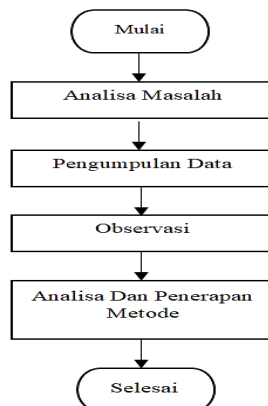 Mulai
Analisa Masalah
Pengumpulan Data
Observasi
Analisa Dan Penerapan
Metode
Selesai